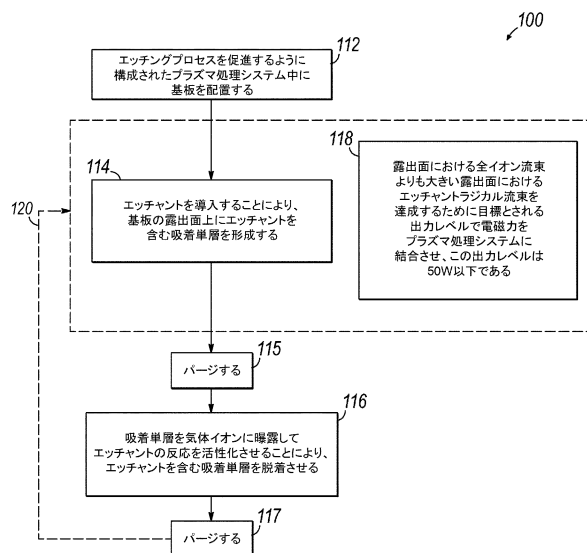 100
112
エッチングプロセスを促進するように
構成されたプラズマ処理システム中に
基板を配置する
114
エッチャントを導入することにより、
基板の露出面上にエッチャントを
含む吸着単層を形成する
118
露出面における全イオン流束
よりも大きい露出面における
エッチャントラジカル流束を
達成するために目標とされる
出力レベルで電磁力を
プラズマ処理システムに
結合させ、この出力レベルは
50W以下である
120
115
パージする
116
吸着単層を気体イオンに曝露して
エッチャントの反応を活性化させることにより、
エッチャントを含む吸着単層を脱着させる
117
パージする